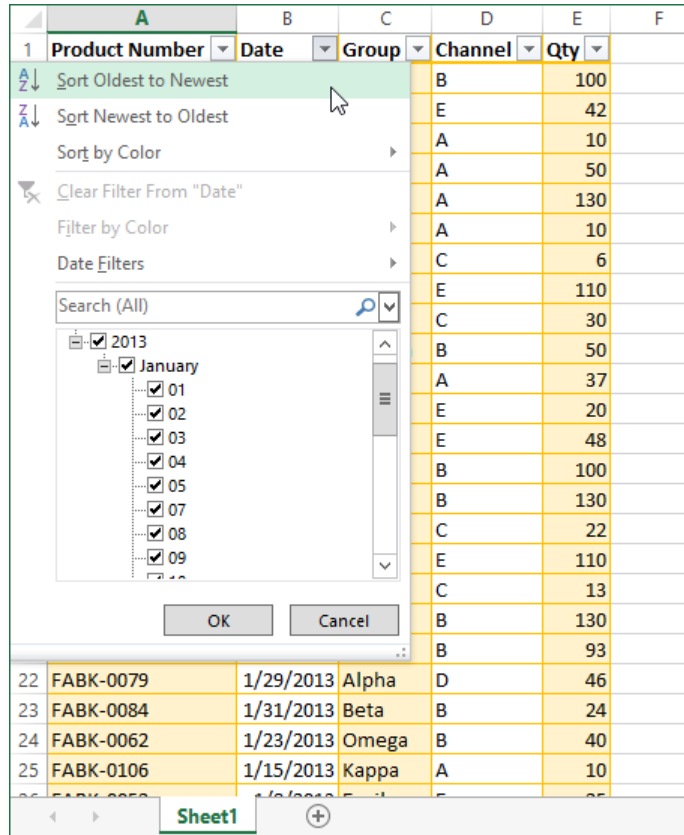 A B C D E F
1 Product Number Date Group Channel Qty
Sort Oldest to Newest B 100
Sort Newest to Oldest E 42
A 10
Sort by Color A 50
Clear Filter From "Date" A 130
Filter by Color A 10
Date Filters C 6
E 110
Search (All) C 30
2013 B 50
January A 37
01
02 E 20
03 E 48
04 B 100
05 B 130
07 C 22
08 E 110
09 C 13
OK Cancel B 130
B 93
22 FABK-0079 1/29/2013 Alpha D 46
23 FABK-0084 1/31/2013 Beta B 24
24 FABK-0062 1/23/2013 Omega B 40
25 FABK-0106 1/15/2013 Kappa A 10
Sheet1